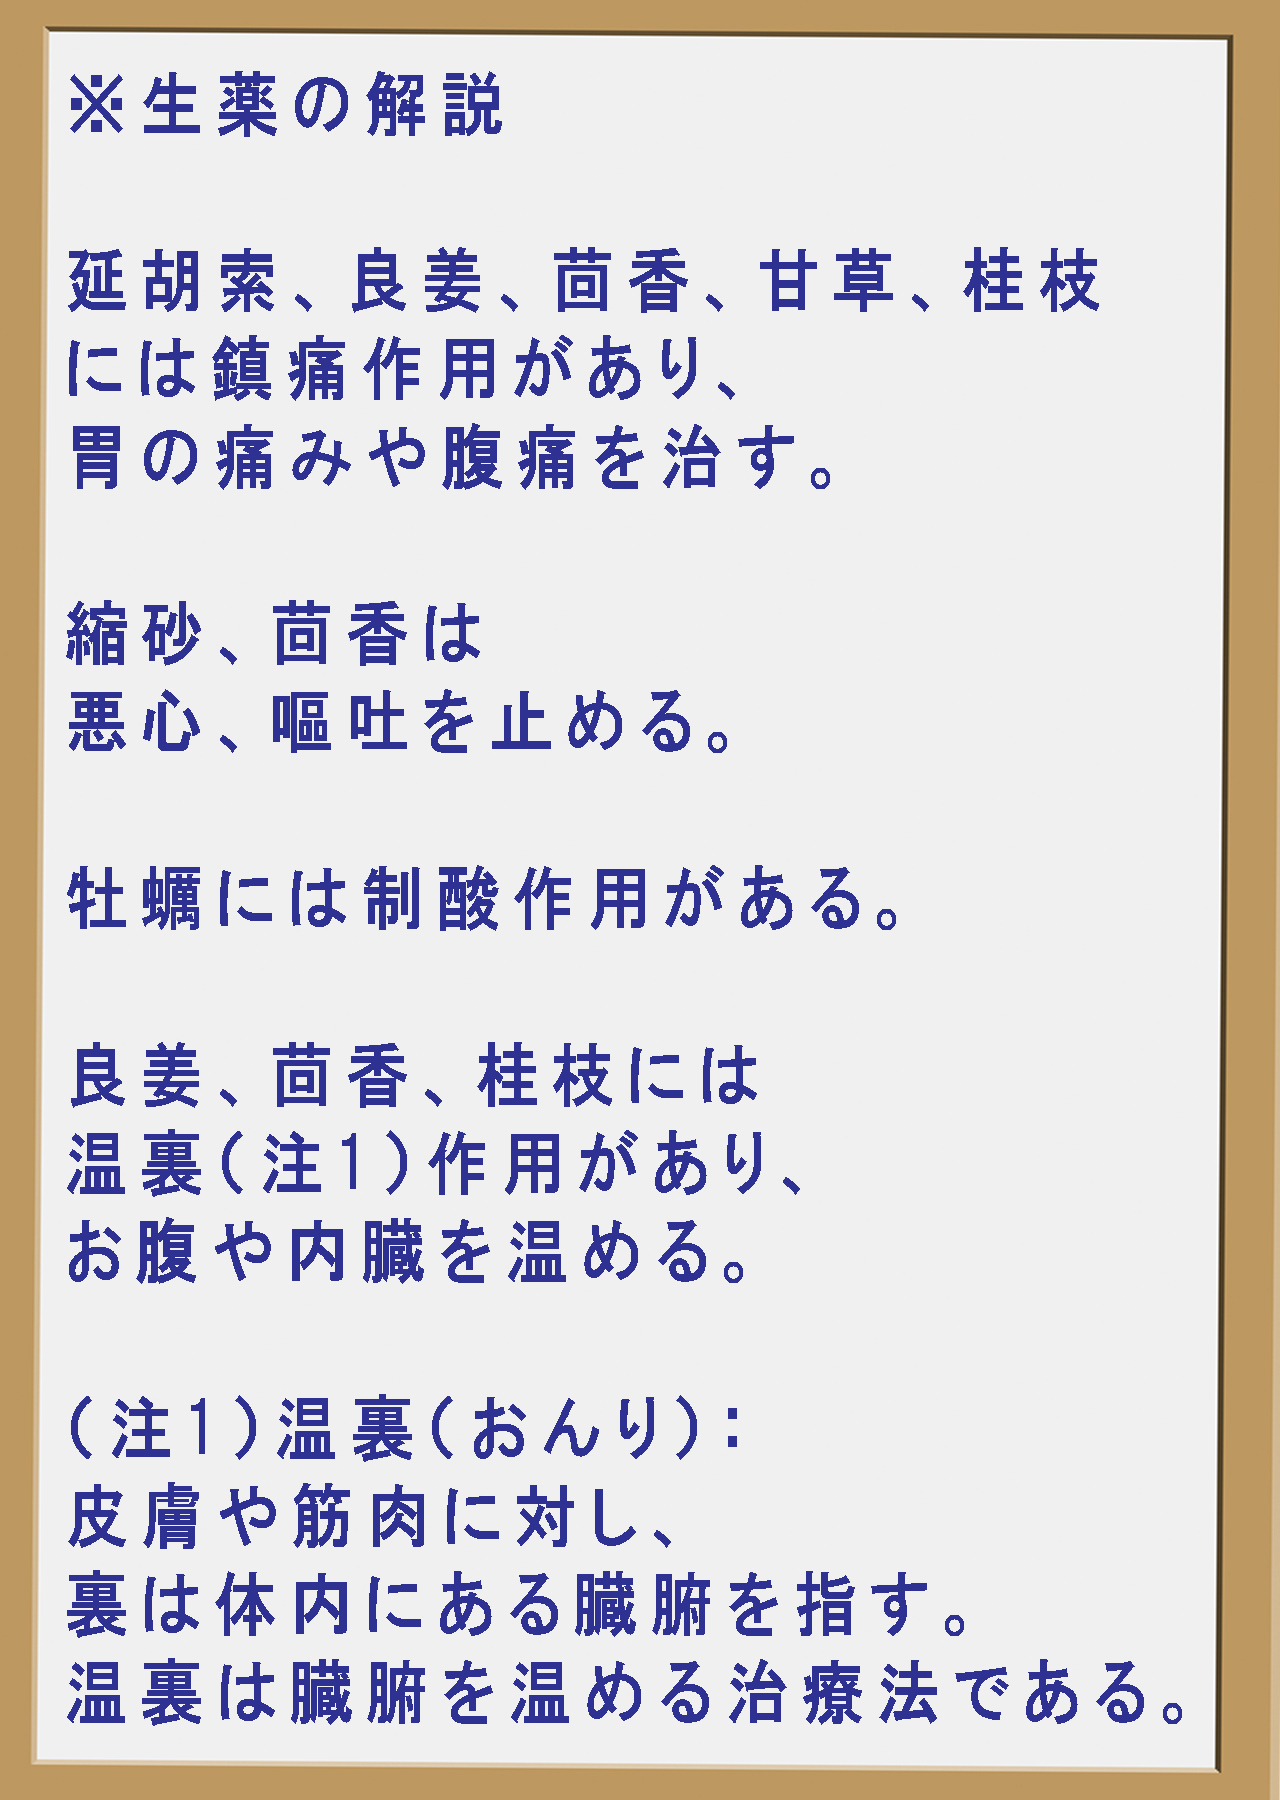 ※生薬の解説
延胡索、良姜、茴香、甘草、桂枝
には鎮痛作用があり、
胃の痛みや腹痛を治す。
縮砂、茴香は
悪心、嘔吐を止める。
牡蠣には制酸作用がある。
良姜、茴香、桂枝には
温裏(注1)作用があり、
お腹や内臓を温める。
(注1)温裏(おんり):
皮膚や筋肉に対し、
裏は体内にある臓腑を指す。
温裏は臓腑を温める治療法である。